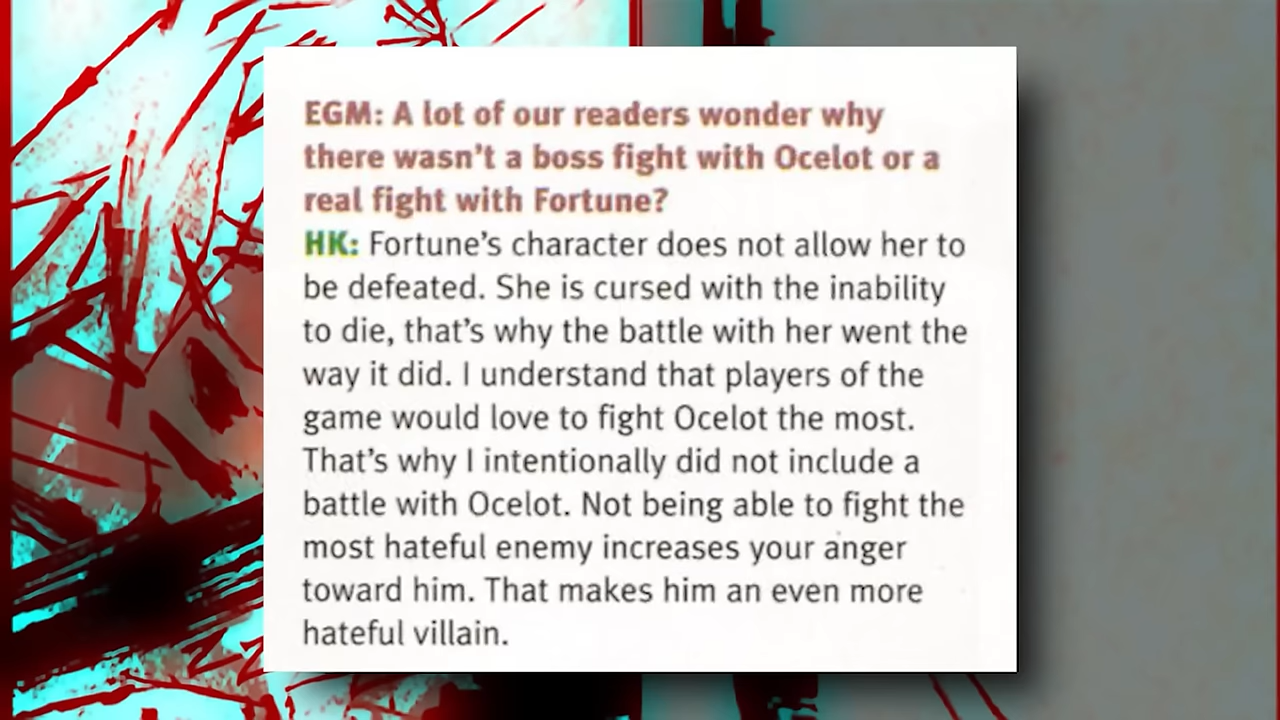 EGM: A lot of our readers wonder why
there wasn't a boss fight with Ocelot or a
real fight with Fortune?
HK: Fortune's character does not allow her to
be defeated. She is cursed with the inability
to die, that's why the battle with her went the
way it did. I understand that players of the
game would love to fight Ocelot the most.
That's why I intentionally did not include a
battle with Ocelot. Not being able to fight the
most hateful enemy increases your anger
toward him. That makes him an even more
hateful villain.